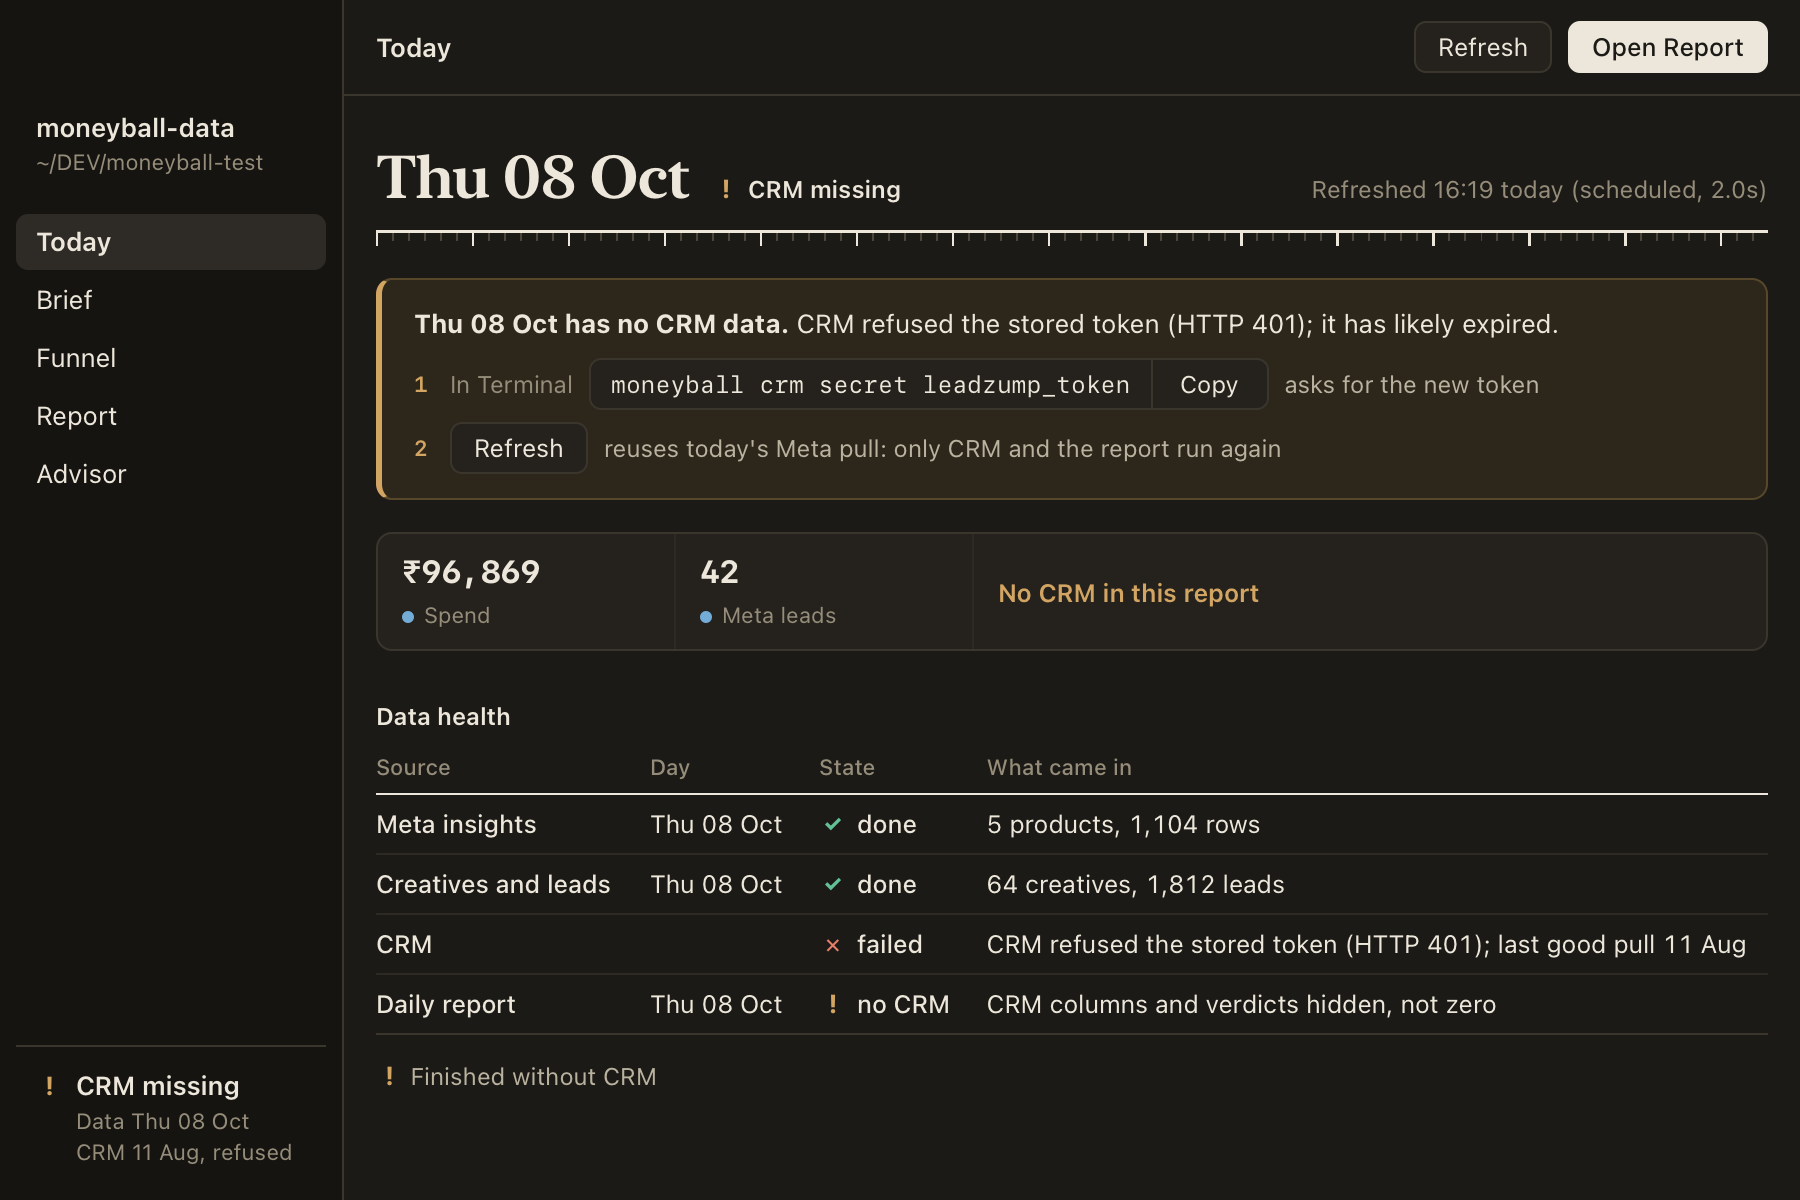 Today
Refresh
Open Report
moneyball-data
~/DEV/moneyball-test
Today
Brief
Funnel
Report
Advisor
! CRM missing
Data Thu 08 Oct
CRM 11 Aug, refused
Thu 08 Oct ! CRM missing
Refreshed 16:19 today (scheduled, 2.0s)
Thu 08 Oct has no CRM data. CRM refused the stored token (HTTP 401); it has likely expired.
1 In Terminal moneyball crm secret leadzump_token Copy asks for the new token
2 Refresh reuses today's Meta pull: only CRM and the report run again
₹96,869
Spend
42
Meta leads
No CRM in this report
Data health
Source Day State What came in
Meta insights Thu 08 Oct ✓ done 5 products, 1,104 rows
Creatives and leads Thu 08 Oct ✓ done 64 creatives, 1,812 leads
CRM × failed CRM refused the stored token (HTTP 401); last good pull 11 Aug
Daily report Thu 08 Oct ! no CRM CRM columns and verdicts hidden, not zero
! Finished without CRM